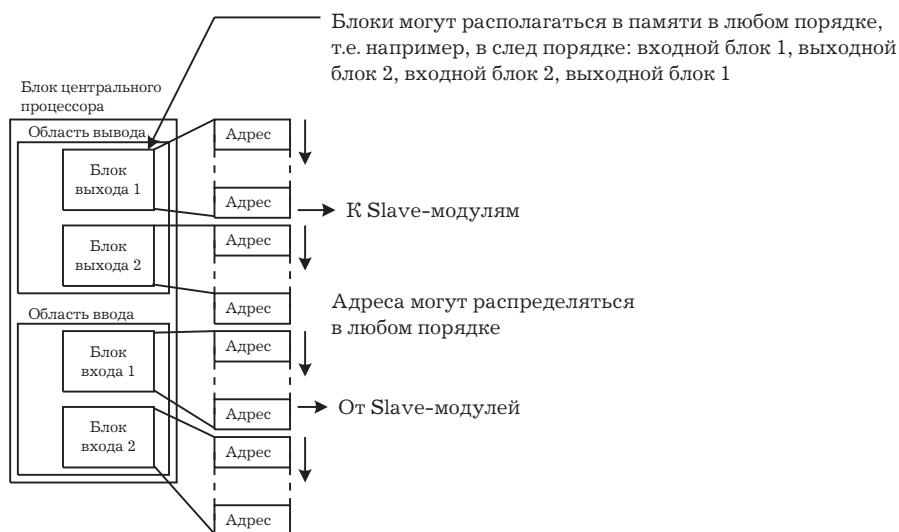 Блоки могут располагаться в памяти в любом порядке,
т.е. например, в след порядке: входной блок 1, выходной
блок 2, входной блок 2, выходной блок 1
Блок центрального
процессора
Область вывода
Блок
выхода 1
Адрес
Адрес
К Slave-модулям
Блок
выхода 2
Адрес
Адрес
Адреса могут распределяться
в любом порядке
Область ввода
Блок
входа 1
Адрес
Адрес
От Slave-модулей
Блок
входа 2
Адрес
Адрес